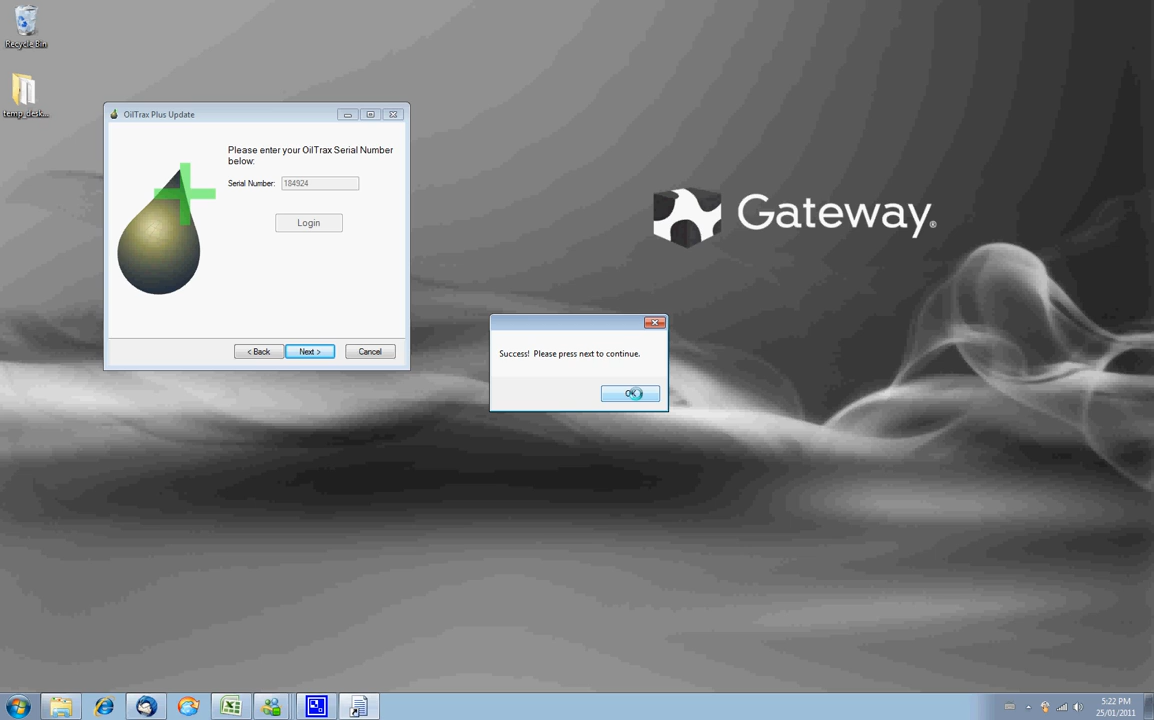 Recycle Bin
temp_desk...
OilTrax Plus Update
Please enter your OilTrax Serial Number
below:
Serial Number: 184924
Login
< Back Next > Cancel
Gateway®
Success! Please press next to continue.
OK
5:22 PM
25/01/2011